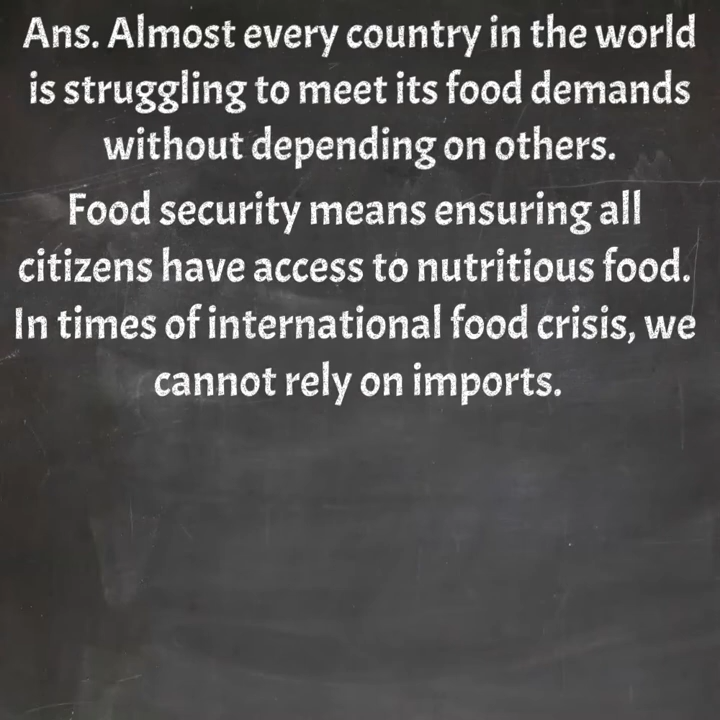 Ans. Almost every country in the world
is struggling to meet its food demands
without depending on others.
Food security means ensuring all
citizens have access to nutritious food.
In times of international food crisis, we
cannot rely on imports.